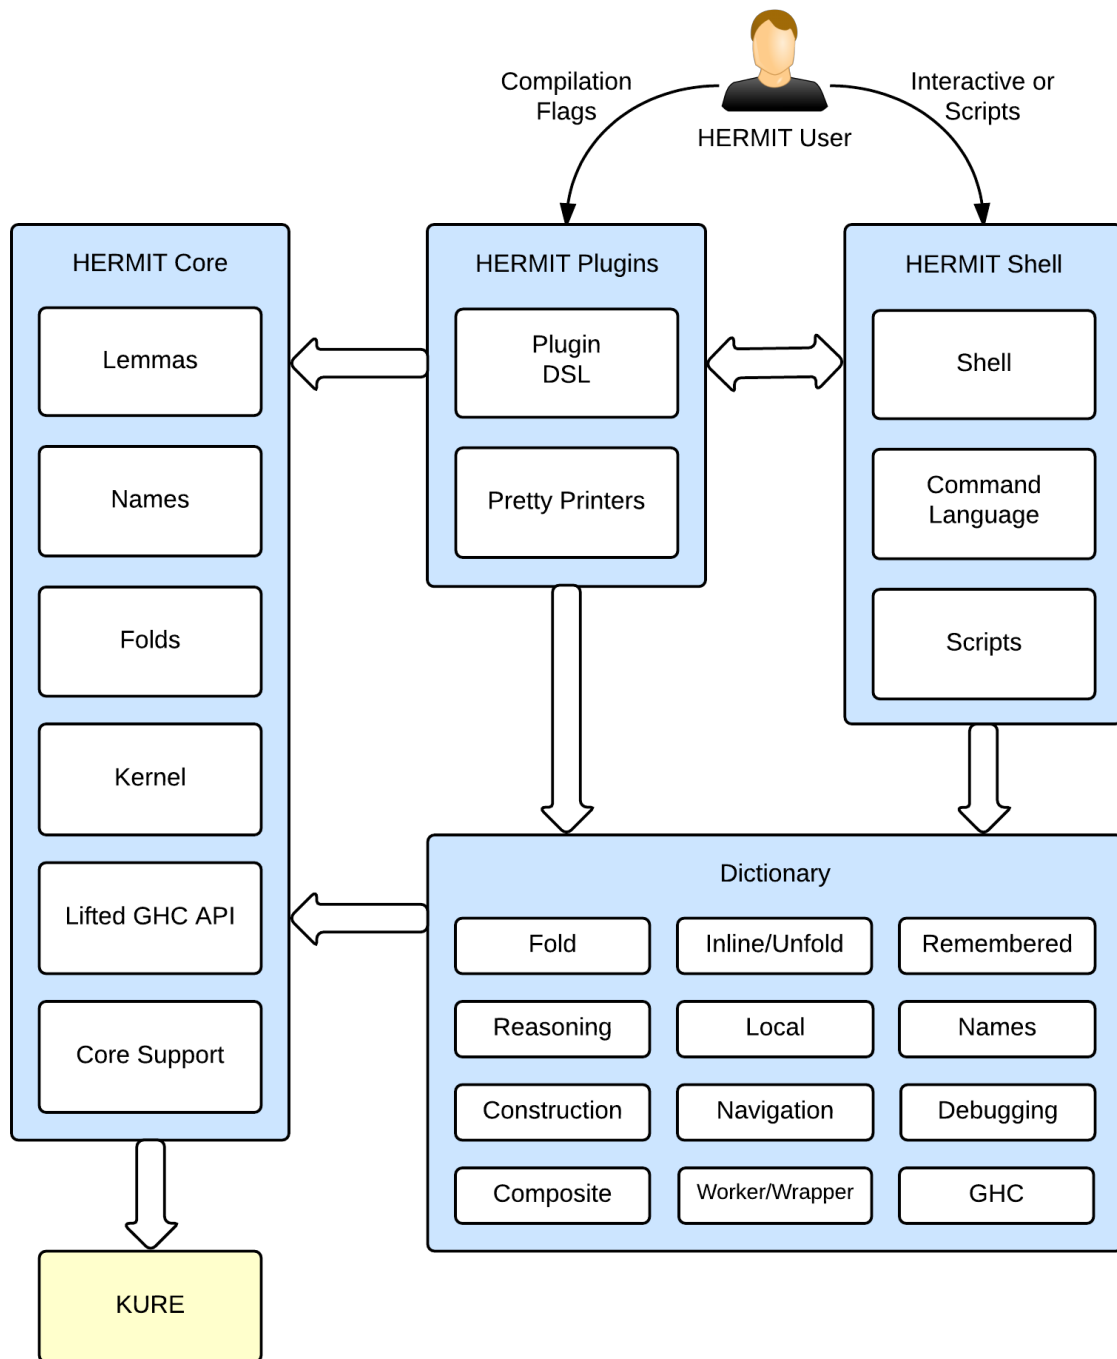 Compilation
Flags
Interactive or
Scripts
HERMIT User
HERMIT Core
Lemmas
Names
Folds
Kernel
Lifted GHC API
Core Support
HERMIT Plugins
Plugin
DSL
Pretty Printers
HERMIT Shell
Shell
Command
Language
Scripts
Dictionary
Fold
Inline/Unfold
Remembered
Reasoning
Local
Names
Construction
Navigation
Debugging
Composite
Worker/Wrapper
GHC
KURE